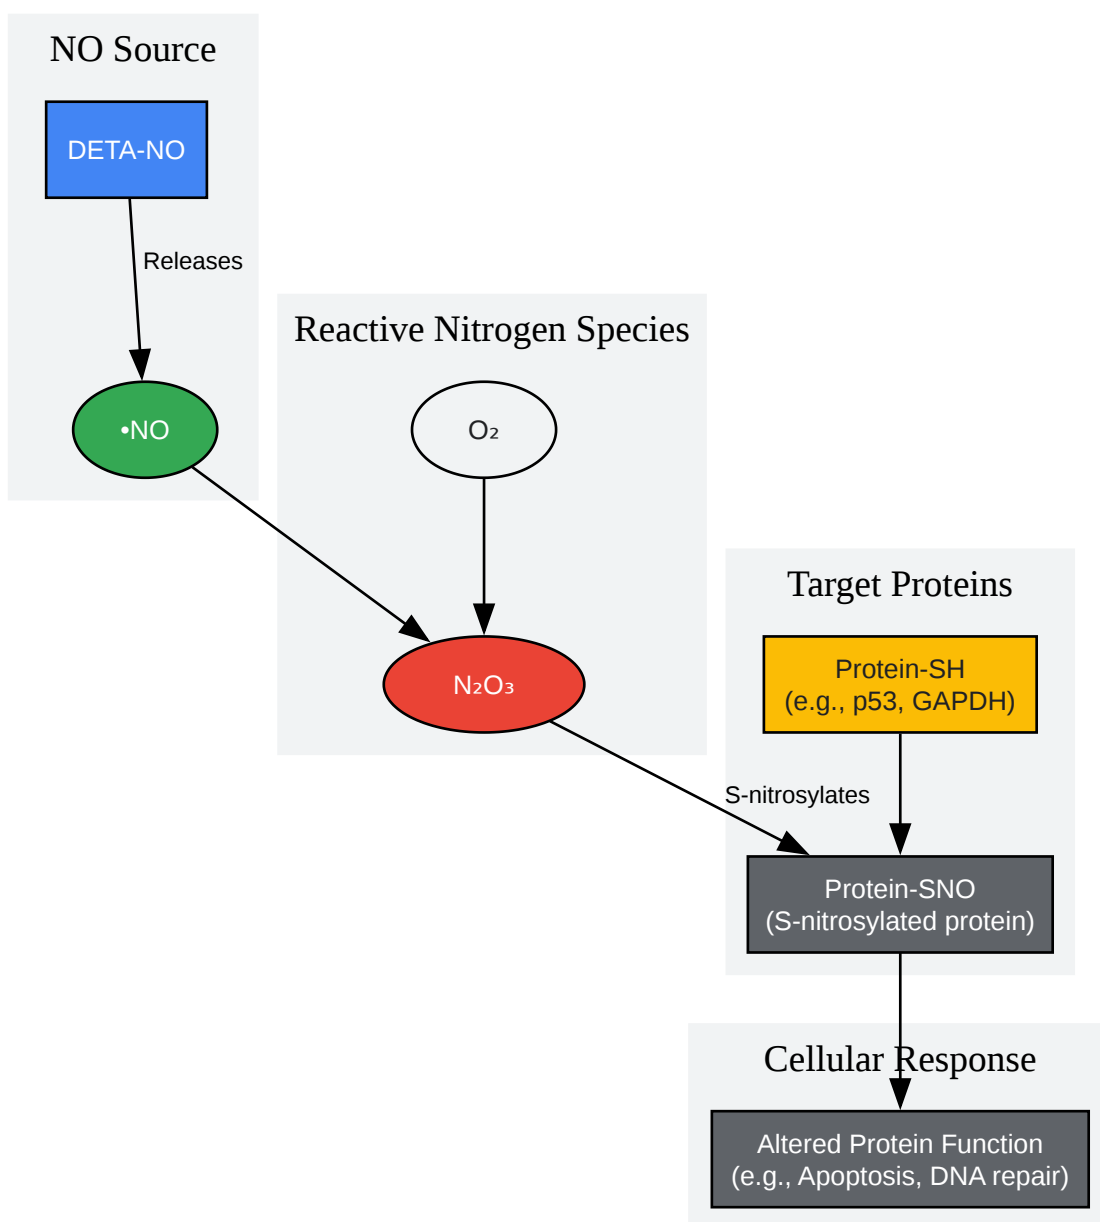 NO Source
DETA-NO
Releases
•NO
Reactive Nitrogen Species
O₂
N₂O₃
Target Proteins
Protein-SH
(e.g., p53, GAPDH)
S-nitrosylates
Protein-SNO
(S-nitrosylated protein)
Cellular Response
Altered Protein Function
(e.g., Apoptosis, DNA repair)